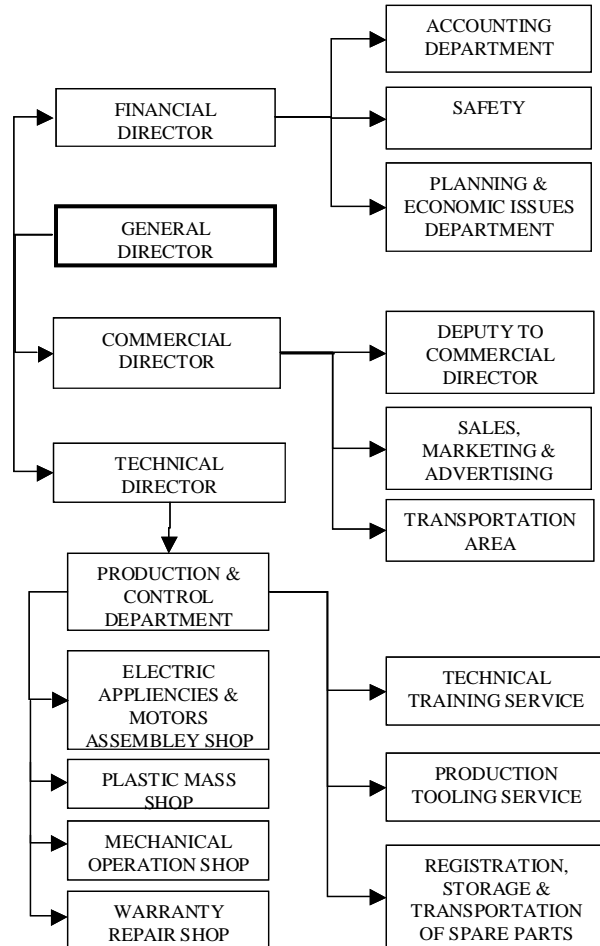 ACCOUNTING
DEPARTMENT
FINANCIAL
DIRECTOR
SAFETY
PLANNING &
ECONOMIC ISSUES
DEPARTMENT
GENERAL
DIRECTOR
COMMERCIAL
DIRECTOR
DEPUTY TO
COMMERCIAL
DIRECTOR
SALES,
MARKETING &
ADVERTISING
TECHNICAL
DIRECTOR
TRANSPORTATION
AREA
PRODUCTION &
CONTROL
DEPARTMENT
ELECTRIC
APPLIENCIES &
MOTORS
ASSEMBLEY SHOP
TECHNICAL
TRAINING SERVICE
PLASTIC MASS
SHOP
PRODUCTION
TOOLING SERVICE
MECHANICAL
OPERATION SHOP
REGISTRATION,
STORAGE &
TRANSPORTATION
OF SPARE PARTS
WARRANTY
REPAIR SHOP